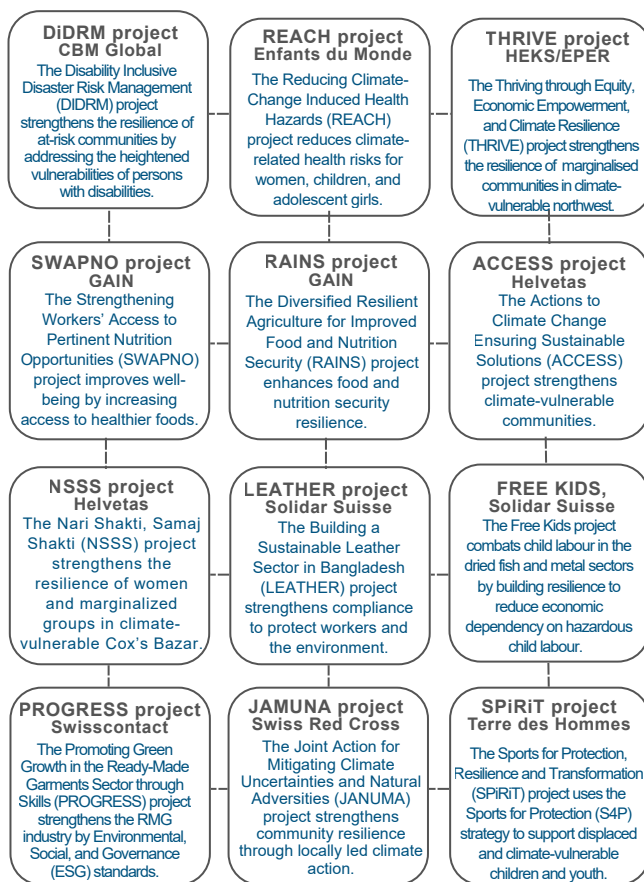 DiDRM project
CBM Global
The Disability Inclusive
Disaster Risk Management
(DIDRM) project
strengthens the resilience of
at-risk communities by
addressing the heightened
vulnerabilities of persons
with disabilities.
REACH project
Enfants du Monde
The Reducing Climate-
Change Induced Health
Hazards (REACH)
project reduces climate-
related health risks for
women, children, and
adolescent girls.
THRIVE project
HEKS/EPER
The Thriving through Equity,
Economic Empowerment,
and Climate Resilience
(THRIVE) project strengthens
the resilience of marginalised
communities in climate-
vulnerable northwest.
SWAPNO project
GAIN
The Strengthening
Workers' Access to
Pertinent Nutrition
Opportunities (SWAPNO)
project improves well-
being by increasing
access to healthier foods.
RAINS project
GAIN
The Diversified Resilient
Agriculture for Improved
Food and Nutrition
Security (RAINS) project
enhances food and
nutrition security
resilience.
ACCESS project
Helvetas
The Actions to
Climate Change
Ensuring Sustainable
Solutions (ACCESS)
project strengthens
climate-vulnerable
communities.
NSSS project
Helvetas
The Nari Shakti, Samaj
Shakti (NSSS) project
strengthens the
resilience of women
and marginalized
groups in climate-
vulnerable Cox's Bazar.
LEATHER project
Solidar Suisse
The Building a
Sustainable Leather
Sector in Bangladesh
(LEATHER) project
strengthens compliance
to protect workers and
the environment.
FREE KIDS,
Solidar Suisse
The Free Kids project
combats child labour in the
dried fish and metal sectors
by building resilience to
reduce economic
dependency on hazardous
child labour.
PROGRESS project
Swisscontact
The Promoting Green
Growth in the Ready-Made
Garments Sector through
Skills (PROGRESS) project
strengthens the RMG
industry by Environmental,
Social, and Governance
(ESG) standards.
JAMUNA project
Swiss Red Cross
The Joint Action for
Mitigating Climate
Uncertainties and Natural
Adversities (JANUMA)
project strengthens
community resilience
through locally led climate
action.
SPiRiT project
Terre des Hommes
The Sports for Protection,
Resilience and Transformation
(SPiRiT) project uses the
Sports for Protection (S4P)
strategy to support displaced
and climate-vulnerable
children and youth.